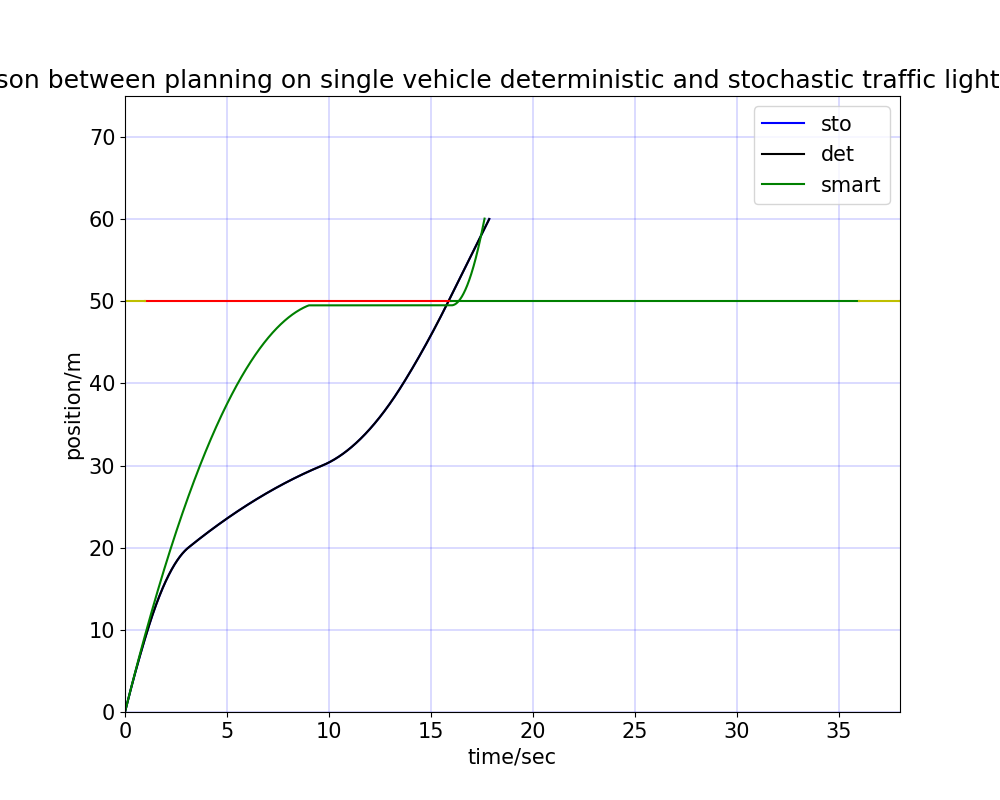 son between planning on single vehicle deterministic and stochastic traffic light
sto
det
smart
position/m
70
60
50
40
30
20
10
0
0 5 10 15 20 25 30 35
time/sec